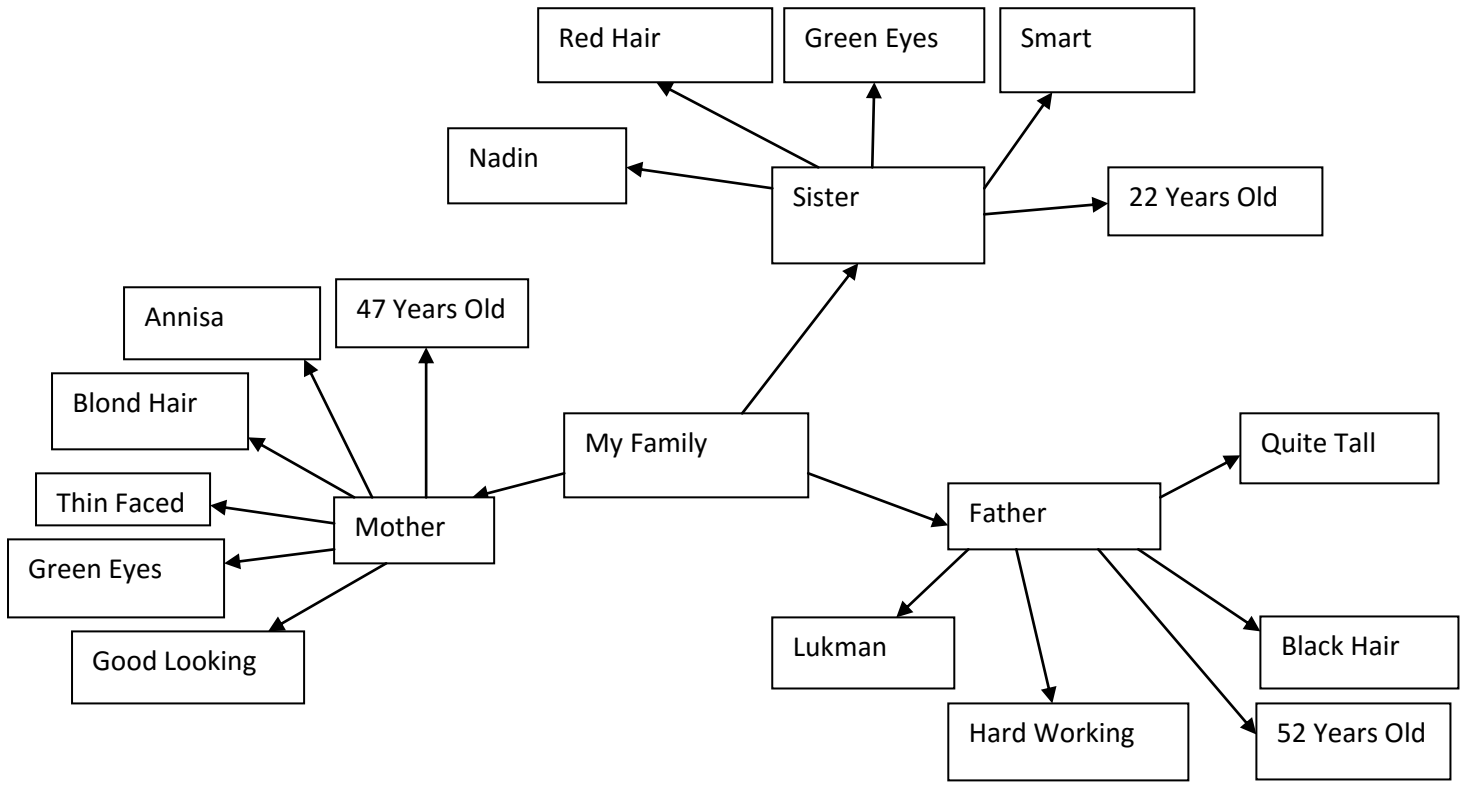 Red Hair
Green Eyes
Smart
Nadin
Sister
22 Years Old
Annisa
47 Years Old
Blond Hair
My Family
Quite Tall
Thin Faced
Mother
Father
Green Eyes
Good Looking
Lukman
Black Hair
Hard Working
52 Years Old